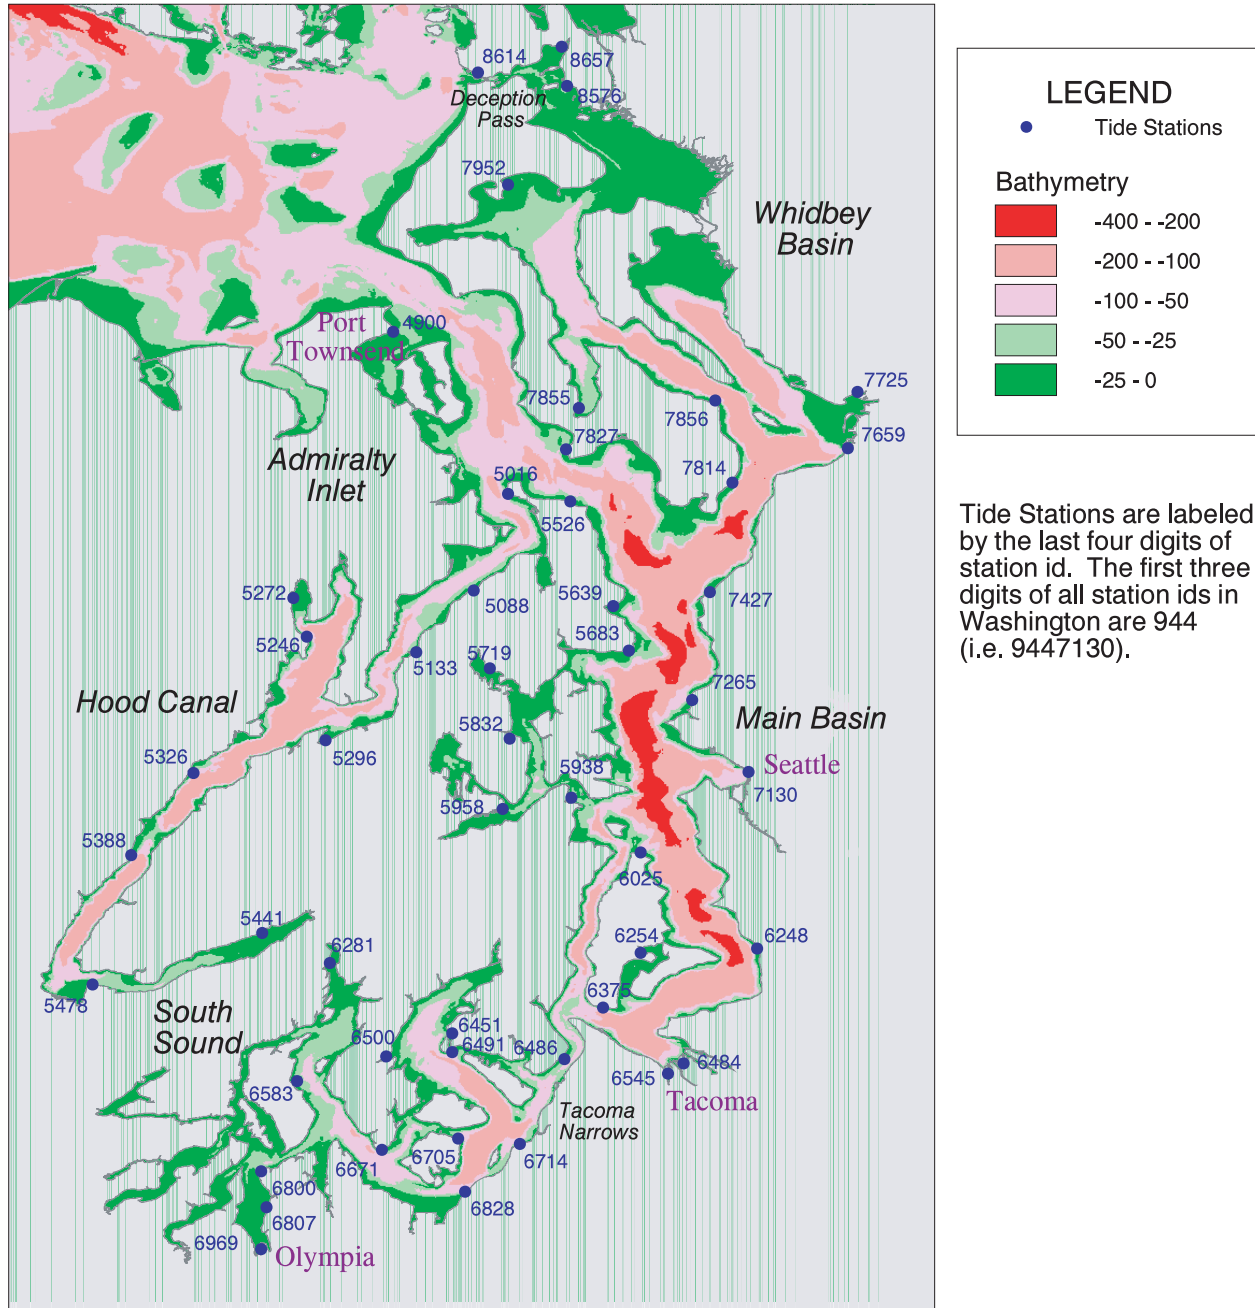 8614
8657
8576
Deception
Pass
7952
Whidbey
Basin
Port
Townsend
4900
7855
7856
7725
7827
7659
Admiralty
Inlet
5016
7814
5526
5272
5088
5639
7427
5246
5133
5683
5719
Hood Canal
7265
5832
Main Basin
5326
5296
5938
Seattle
7130
5958
5388
6025
5441
6281
6254
6248
5478
South
Sound
6375
6500
6451
6491
6486
6484
6545
Tacoma
6583
Tacoma
Narrows
6671
6705
6714
6800
6828
6807
6969
Olympia
LEGEND
Tide Stations
Bathymetry
-400 - -200
-200 - -100
-100 - -50
-50 - -25
-25 - 0
Tide Stations are labeled
by the last four digits of
station id.  The first three
digits of all station ids in
Washington are 944
(i.e. 9447130).